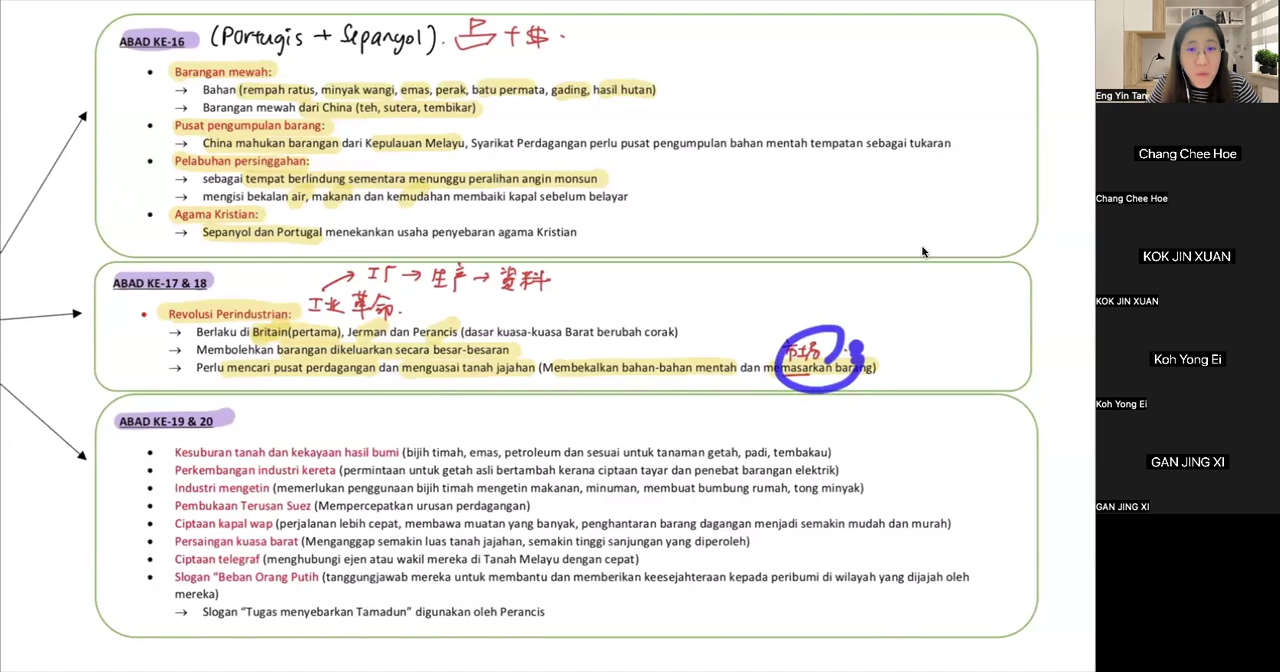 ABAD KE-16 (Portugis + Sepanyol). + $.
• Barangan mewah:
→ Bahan (rempah ratus, minyak wangi, emas, perak, batu permata, gading, hasil hutan)
→ Barangan mewah dari China (teh, sutera, tembikar)
• Pusat pengumpulan barang:
→ China mahukan barangan dari Kepulauan Melayu, Syarikat Perdagangan perlu pusat pengumpulan bahan mentah tempatan sebagai tukaran
• Pelabuhan persinggahan:
→ sebagai tempat berlindung sementara menunggu peralihan angin monsun
→ mengisi bekalan air, makanan dan kemudahan membaiki kapal sebelum belayar
• Agama Kristian:
→ Sepanyol dan Portugal menekankan usaha penyebaran agama Kristian
ABAD KE-17 & 18
工厂 → 生产 → 资料
工业革命.
• Revolusi Perindustrian:
→ Berlaku di Britain(pertama), Jerman dan Perancis (dasar kuasa-kuasa Barat berubah corak)
→ Membolehkan barangan dikeluarkan secara besar-besaran
市场
→ Perlu mencari pusat perdagangan dan menguasai tanah jajahan (Membekalkan bahan-bahan mentah dan memasarkan barang)
ABAD KE-19 & 20
• Kesuburan tanah dan kekayaan hasil bumi (bijih timah, emas, petroleum dan sesuai untuk tanaman getah, padi, tembakau)
• Perkembangan industri kereta (permintaan untuk getah asli bertambah kerana ciptaan tayar dan penebat barangan elektrik)
• Industri mengetin (memerlukan penggunaan bijih timah mengetin makanan, minuman, membuat bumbung rumah, tong minyak)
• Pembukaan Terusan Suez (Mempercepatkan urusan perdagangan)
• Ciptaan kapal wap (perjalanan lebih cepat, membawa muatan yang banyak, penghantaran barang dagangan menjadi semakin mudah dan murah)
• Persaingan kuasa barat (Menganggap semakin luas tanah jajahan, semakin tinggi sanjungan yang diperoleh)
• Ciptaan telegraf (menghubungi ejen atau wakil mereka di Tanah Melayu dengan cepat)
• Slogan “Beban Orang Putih (tanggungjawab mereka untuk membantu dan memberikan keesejahteraan kepada peribumi di wilayah yang dijajah oleh
mereka)
→ Slogan “Tugas menyebarkan Tamadun” digunakan oleh Perancis
Eng Yin Tan
Chang Chee Hoe
Chang Chee Hoe
KOK JIN XUAN
KOK JIN XUAN
Koh Yong Ei
Koh Yong Ei
GAN JING XI
GAN JING XI